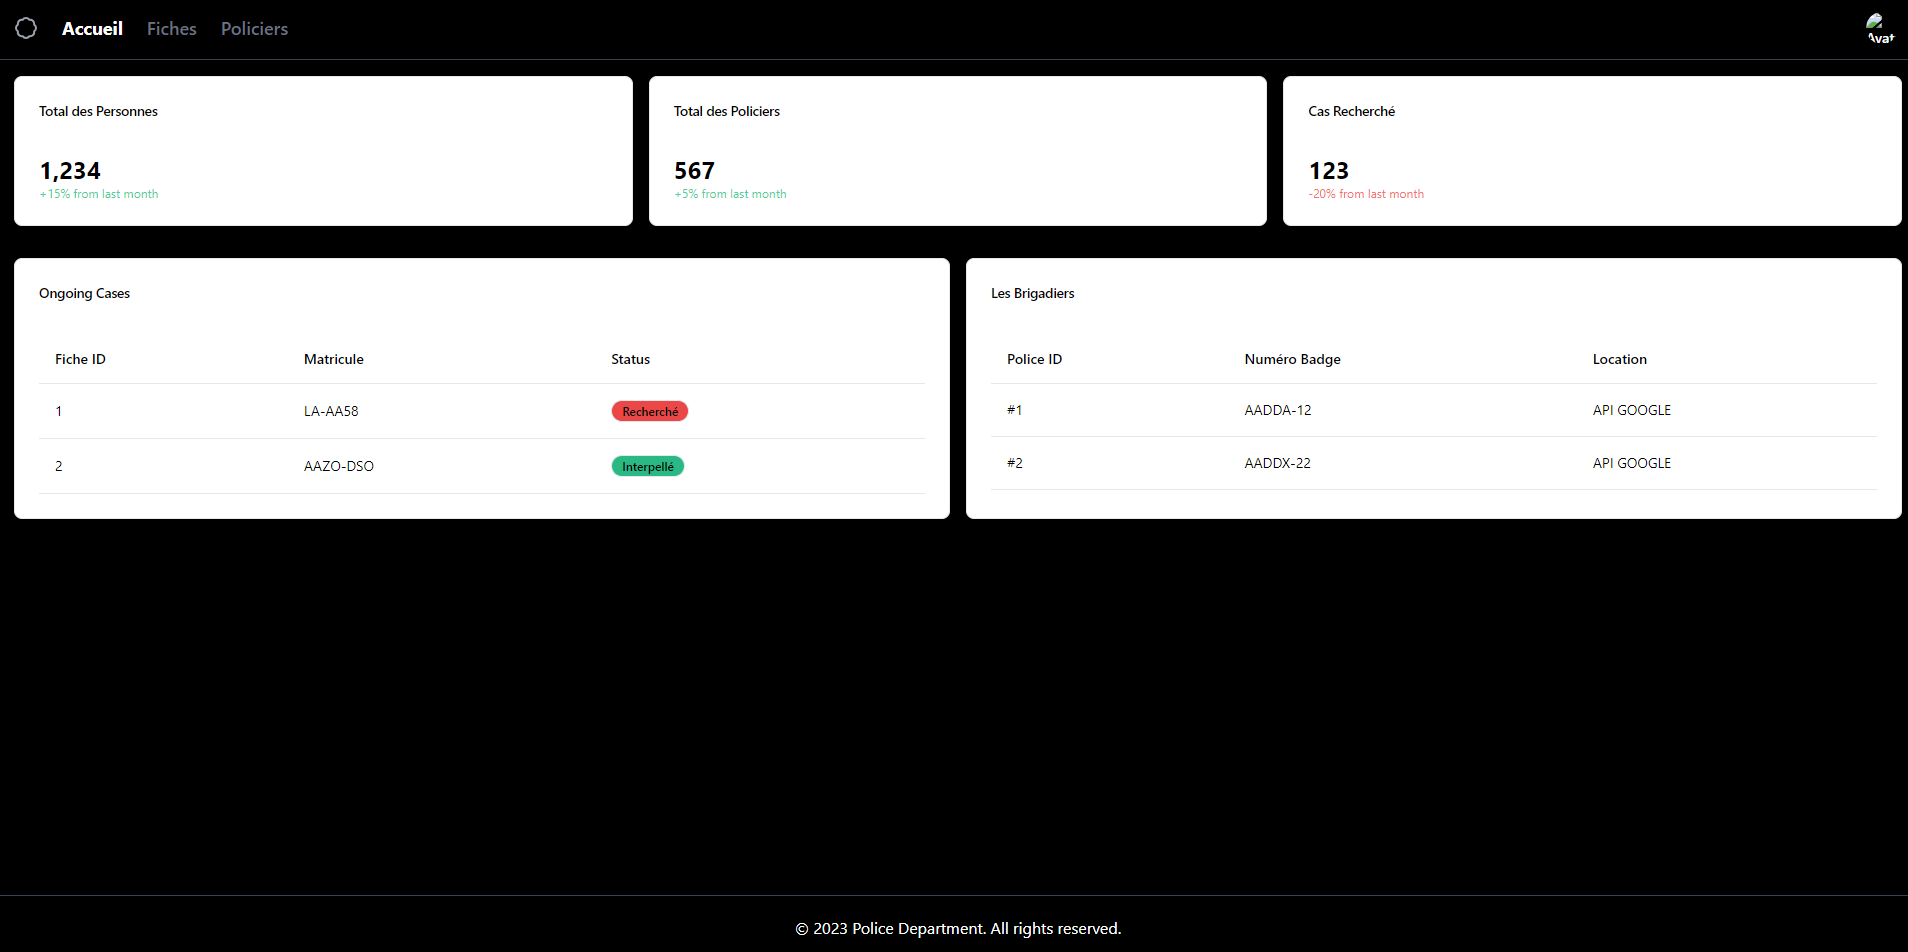 Accueil Fiches Policiers
Avat
Total des Personnes
1,234
+15% from last month
Total des Policiers
567
+5% from last month
Cas Recherché
123
-20% from last month
Ongoing Cases
Fiche ID Matricule Status
1 LA-AA58 Recherché
2 AAZO-DSO Interpellé
Les Brigadiers
Police ID Numéro Badge Location
#1 AADDA-12 API GOOGLE
#2 AADDX-22 API GOOGLE
© 2023 Police Department. All rights reserved.